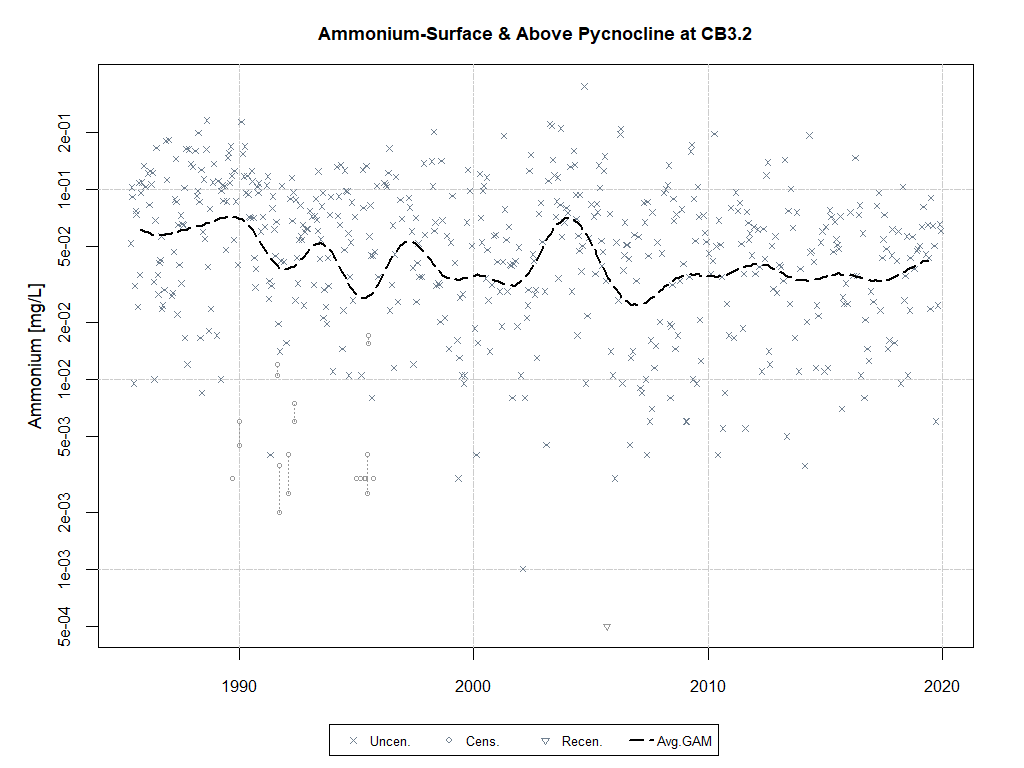 Ammonium-Surface & Above Pycnocline at CB3.2
Ammonium [mg/L]
2e-01
1e-01
5e-02
2e-02
1e-02
5e-03
2e-03
1e-03
5e-04
1990 2000 2010 2020
Uncen. Cens. Recen. Avg.GAM